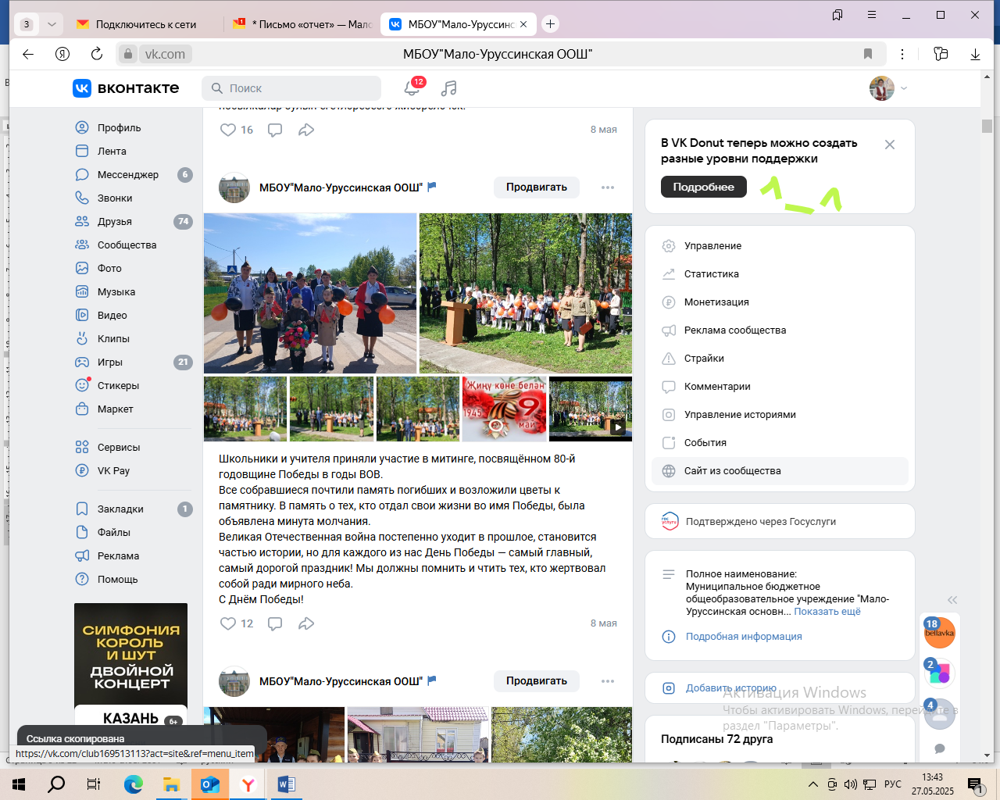 3
Подключитесь к сети
* Письмо «отчет» — Мало
МБОУ"Мало-Уруссинс
vk.com
МБОУ"Мало-Уруссинская ООШ"
вконтакте
Поиск
12
Профиль
Лента
Мессенджер 6
Звонки
Друзья 74
Сообщества
Фото
Музыка
Видео
Клипы
Игры 21
Стикеры
Маркет
Сервисы
VK Pay
Закладки 1
Файлы
Реклама
Помощь
СИМФОНИЯ
КОРОЛЬ
И ШУТ
ДВОЙНОЙ
КОНЦЕРТ
КАЗАНЬ
6+
Ссылка скопирована
https://vk.com/club169513113?act=site&ref=menu_item
16
8 мая
МБОУ"Мало-Уруссинская ООШ"
Продвигать
Җиңү көне белән
1945
9
май
Школьники и учителя приняли участие в митинге, посвящённом 80-й
годовщине Победы в годы ВОВ.
Все собравшиеся почтили память погибших и возложили цветы к
памятнику. В память о тех, кто отдал свои жизни во имя Победы, была
объявлена минута молчания.
Великая Отечественная война постепенно уходит в прошлое, становится
частью истории, но для каждого из нас День Победы — самый главный,
самый дорогой праздник! Мы должны помнить и чтить тех, кто жертвовал
собой ради мирного неба.
С Днём Победы!
12
8 мая
МБОУ"Мало-Уруссинская ООШ"
Продвигать
В VK Donut теперь можно создать
разные уровни поддержки
Подробнее
Управление
Статистика
Монетизация
Реклама сообщества
Страйки
Комментарии
Управление историями
События
Сайт из сообщества
гос
услуги
Подтверждено через Госуслуги
Полное наименование:
Муниципальное бюджетное
общеобразовательное учреждение "Мало-
Уруссинская основн... Показать ещё
Подробная информация
Добавить историю
Подписаны 72 друга
18
bellavka
2
4
Активация Windows
Чтобы активировать Windows, перейдите в
раздел "Параметры".
РУС
13:43
27.05.2025
1